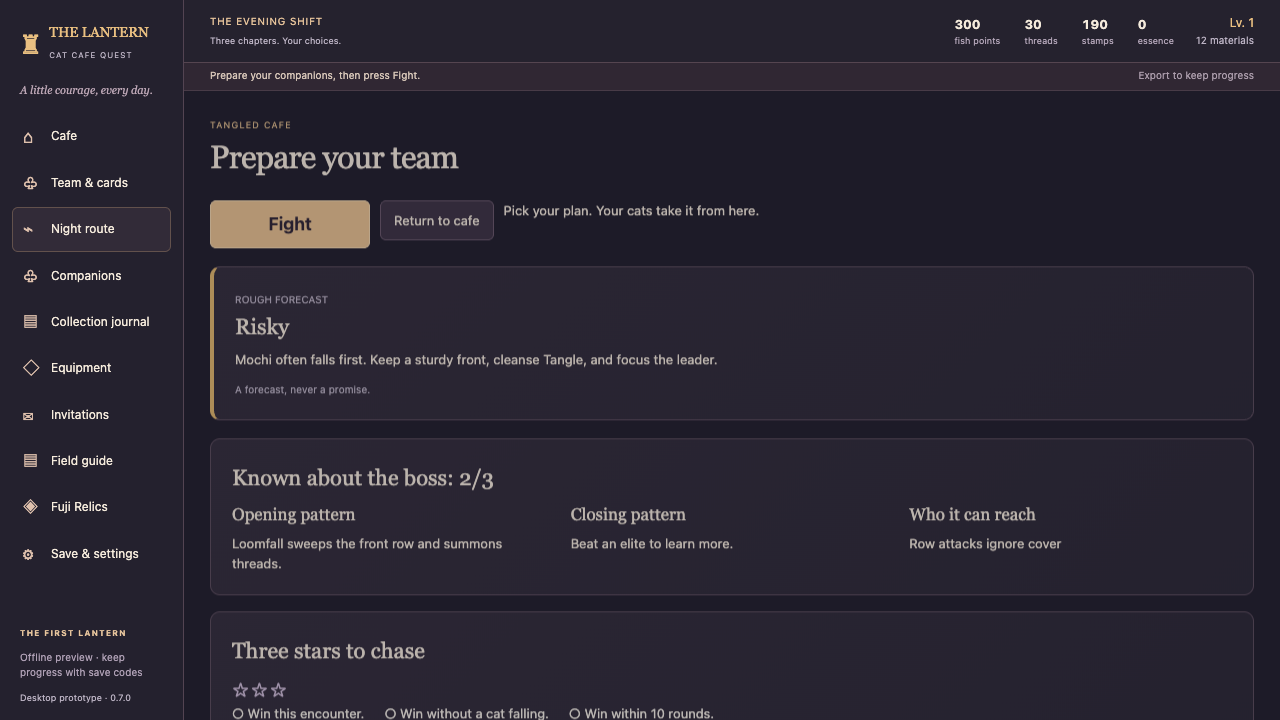 THE LANTERN
CAT CAFE QUEST
A little courage, every day.
Cafe
Team & cards
Night route
Companions
Collection journal
Equipment
Invitations
Field guide
Fuji Relics
Save & settings
THE FIRST LANTERN
Offline preview · keep
progress with save codes
Desktop prototype · 0.7.0
THE EVENING SHIFT
Three chapters. Your choices.
300 fish points
30 threads
190 stamps
0 essence
Lv. 1
12 materials
Prepare your companions, then press Fight.
Export to keep progress
TANGLED CAFE
Prepare your team
Fight
Return to cafe
Pick your plan. Your cats take it from here.
ROUGH FORECAST
Risky
Mochi often falls first. Keep a sturdy front, cleanse Tangle, and focus the leader.
A forecast, never a promise.
Known about the boss: 2/3
Opening pattern
Loomfall sweeps the front row and summons
threads.
Closing pattern
Beat an elite to learn more.
Who it can reach
Row attacks ignore cover
Three stars to chase
Win this encounter.
Win without a cat falling.
Win within 10 rounds.